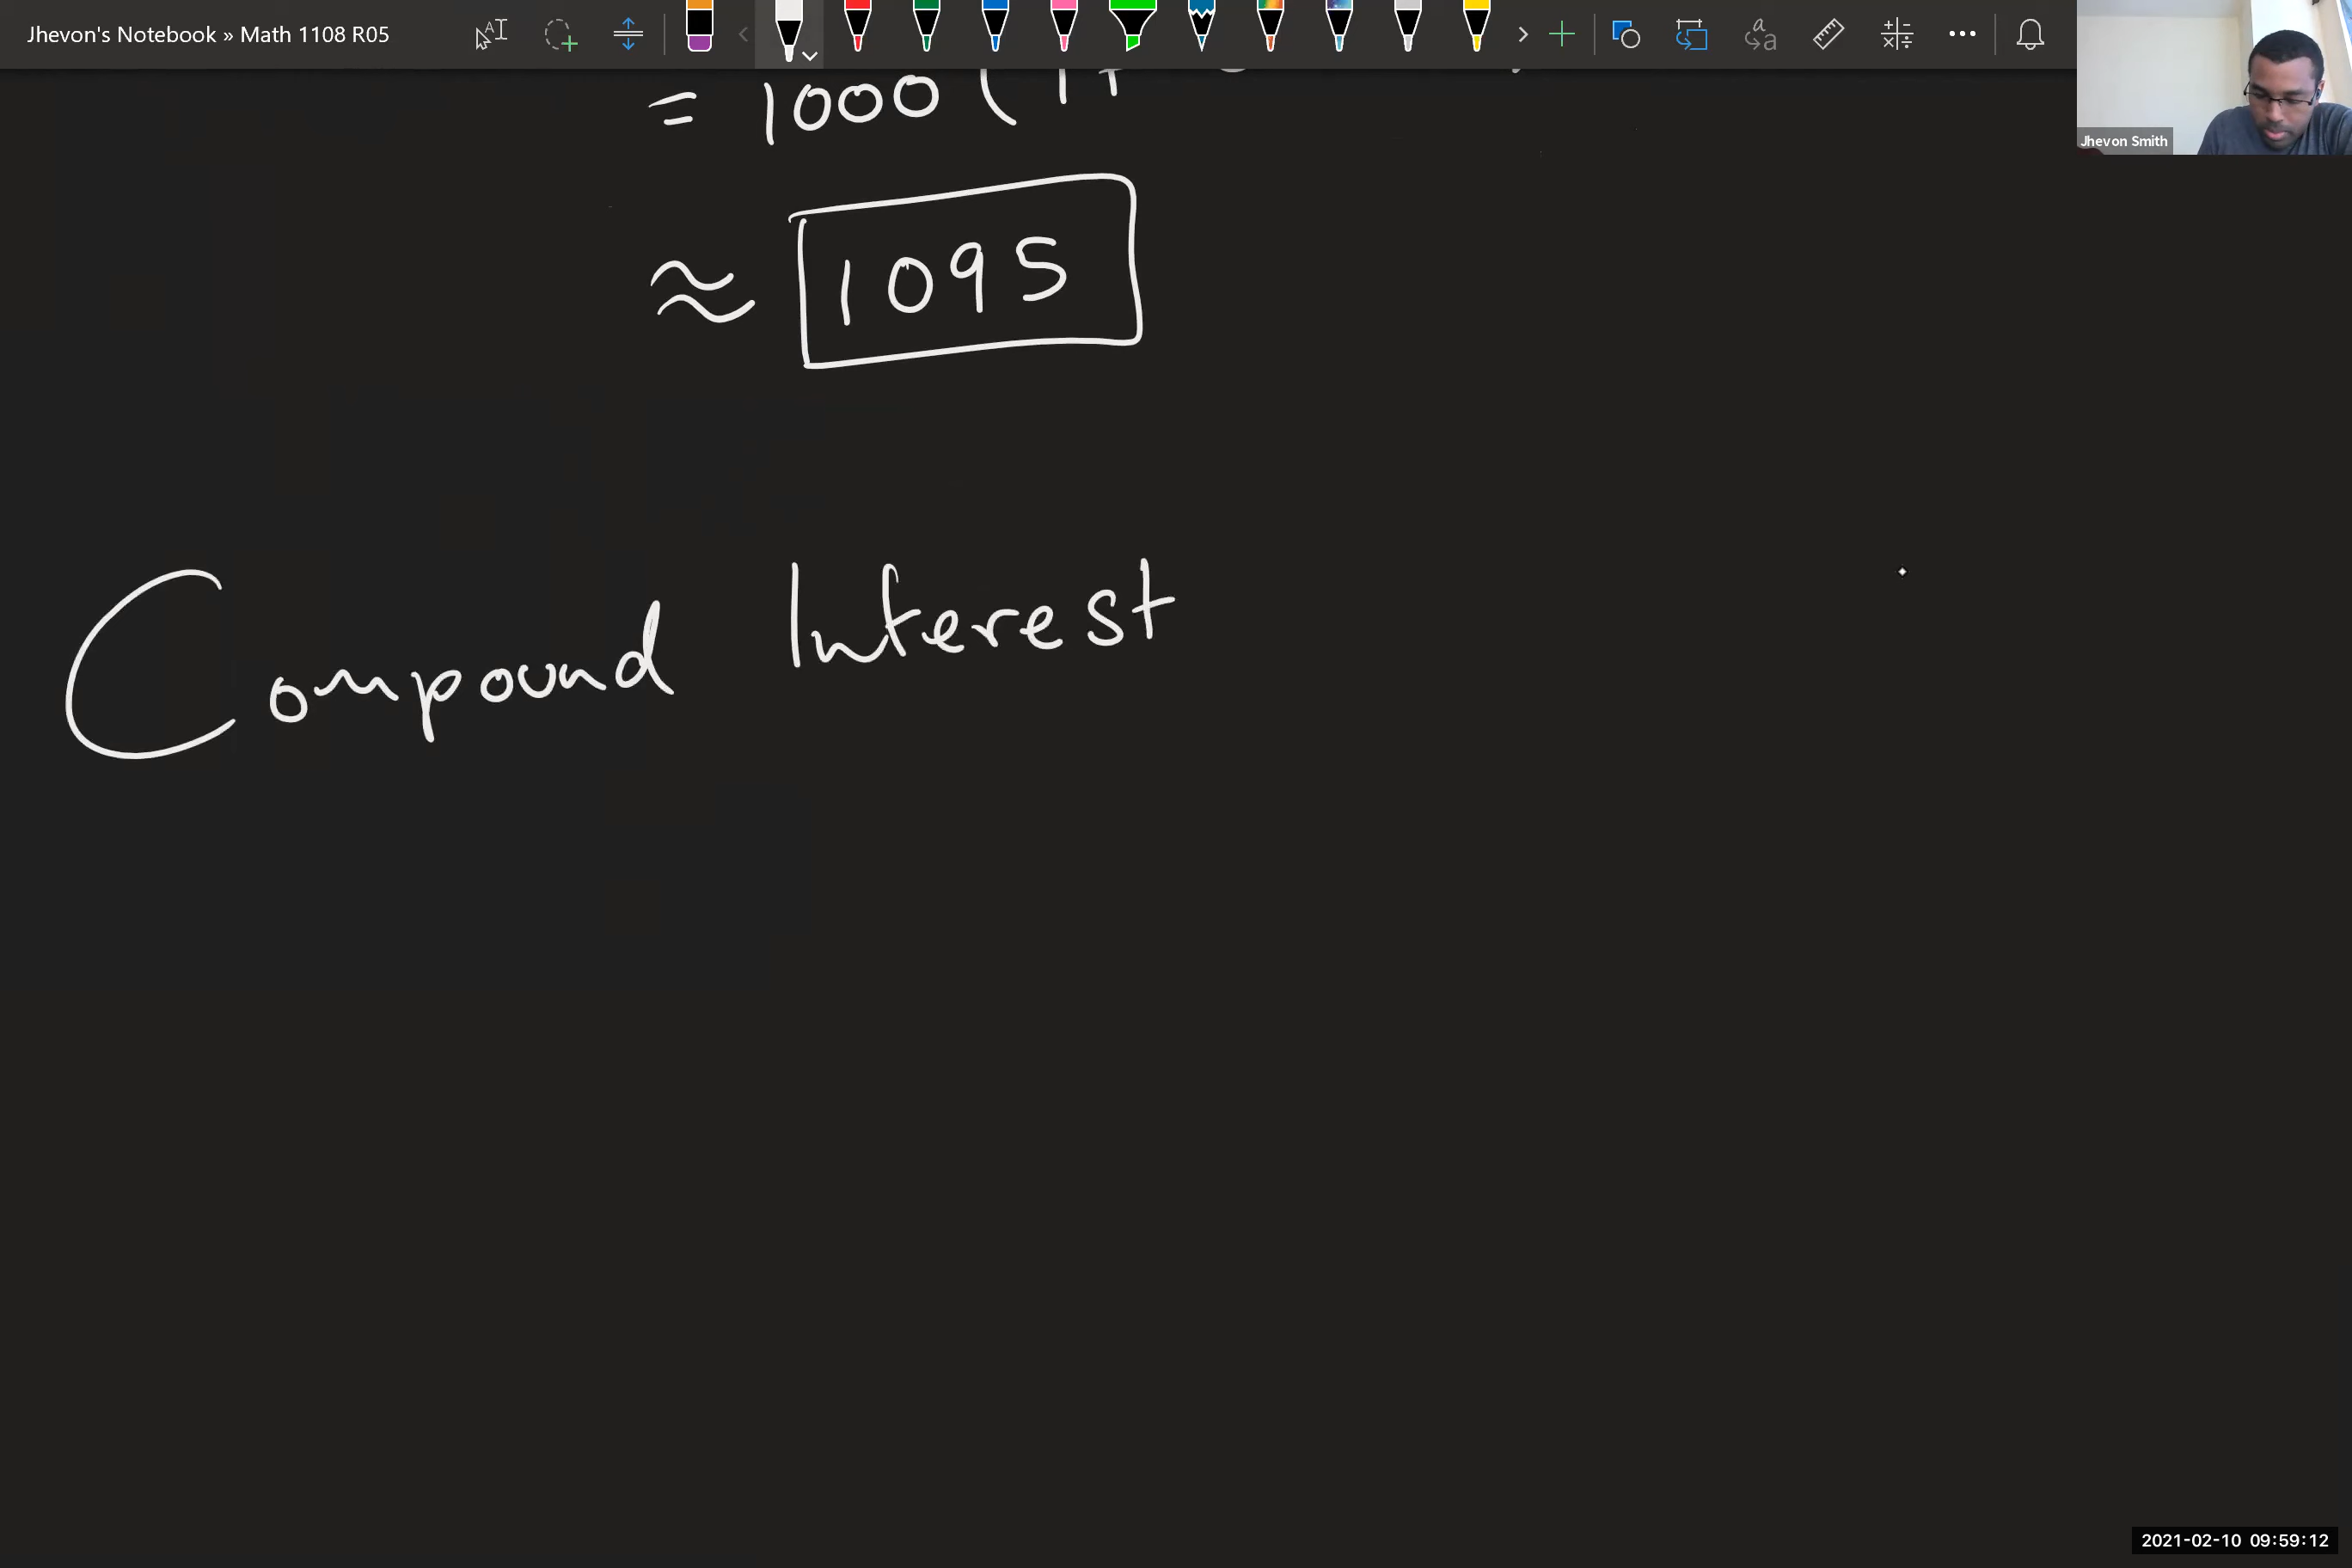 Jhevon's Notebook » Math 1108 R05
Jhevon Smith
= 1000 ( 1+
≈ 1095
Compound Interest
2021-02-10 09:59:12